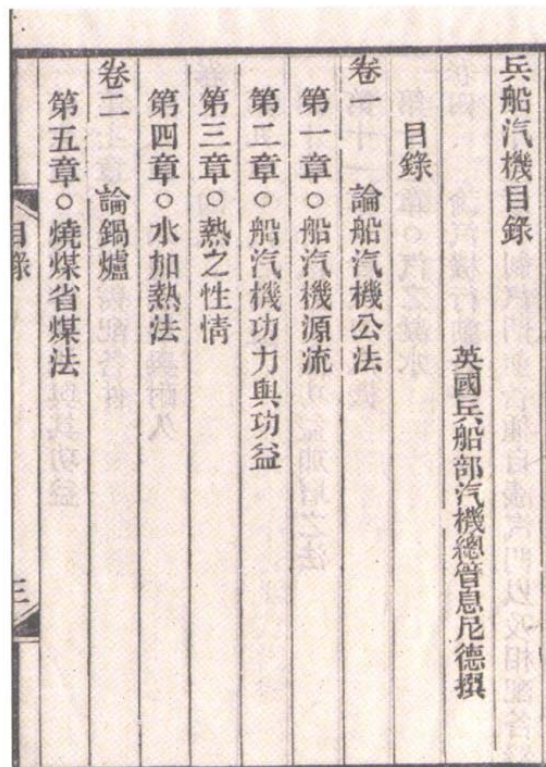 兵船汽機目錄
英國兵船部汽機總管息尼德撰
目錄
卷一　論船汽機公法
第一章○船汽機源流
第二章○船汽機功力與功益
第三章○熱之性情
第四章○水加熱法
卷二　論鍋爐
第五章○燒煤省煤法
目錄
三